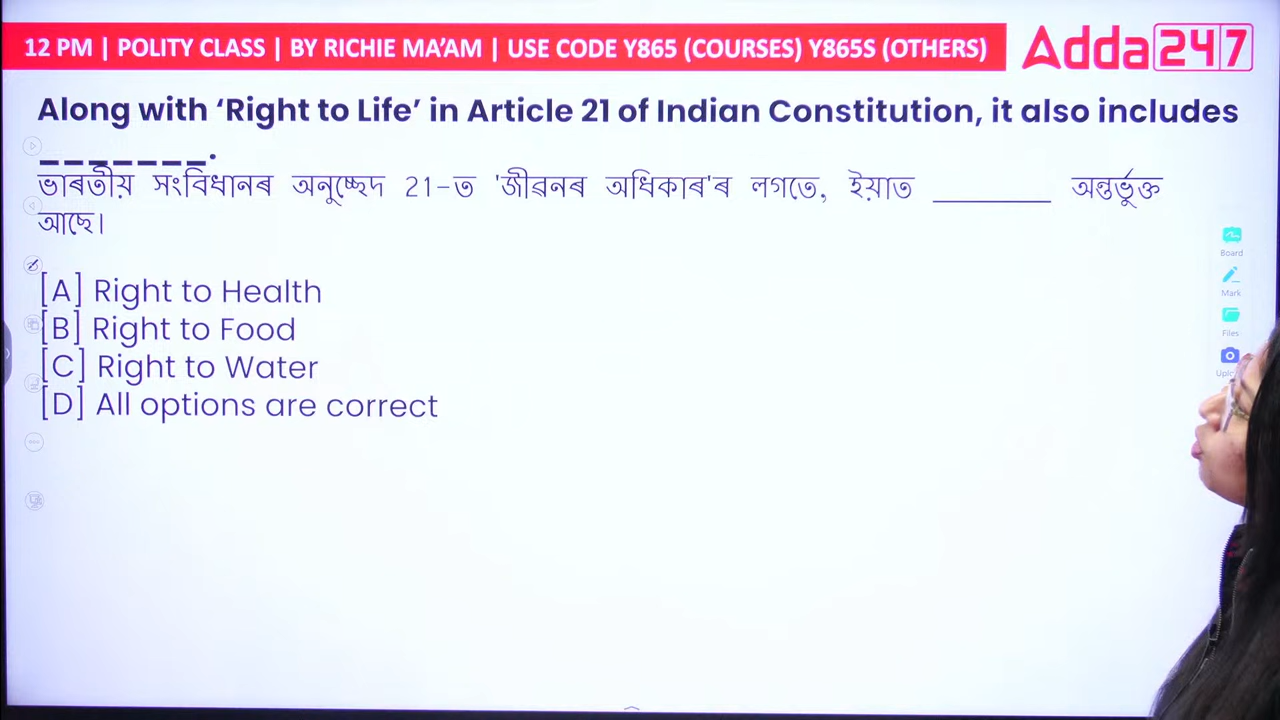 12 PM | POLITY CLASS | BY RICHIE MA'AM | USE CODE Y865 (COURSES) Y865S (OTHERS)
Adda247
Along with ‘Right to Life’ in Article 21 of Indian Constitution, it also includes
_______.
ভাৰতীয় সংবিধানৰ অনুচ্ছেদ 21-ত 'জীৱনৰ অধিকাৰ'ৰ লগতে, ইয়াত ________ অন্তৰ্ভুক্ত
আছে।
[A] Right to Health
[B] Right to Food
[C] Right to Water
[D] All options are correct
Board
Mark
Files